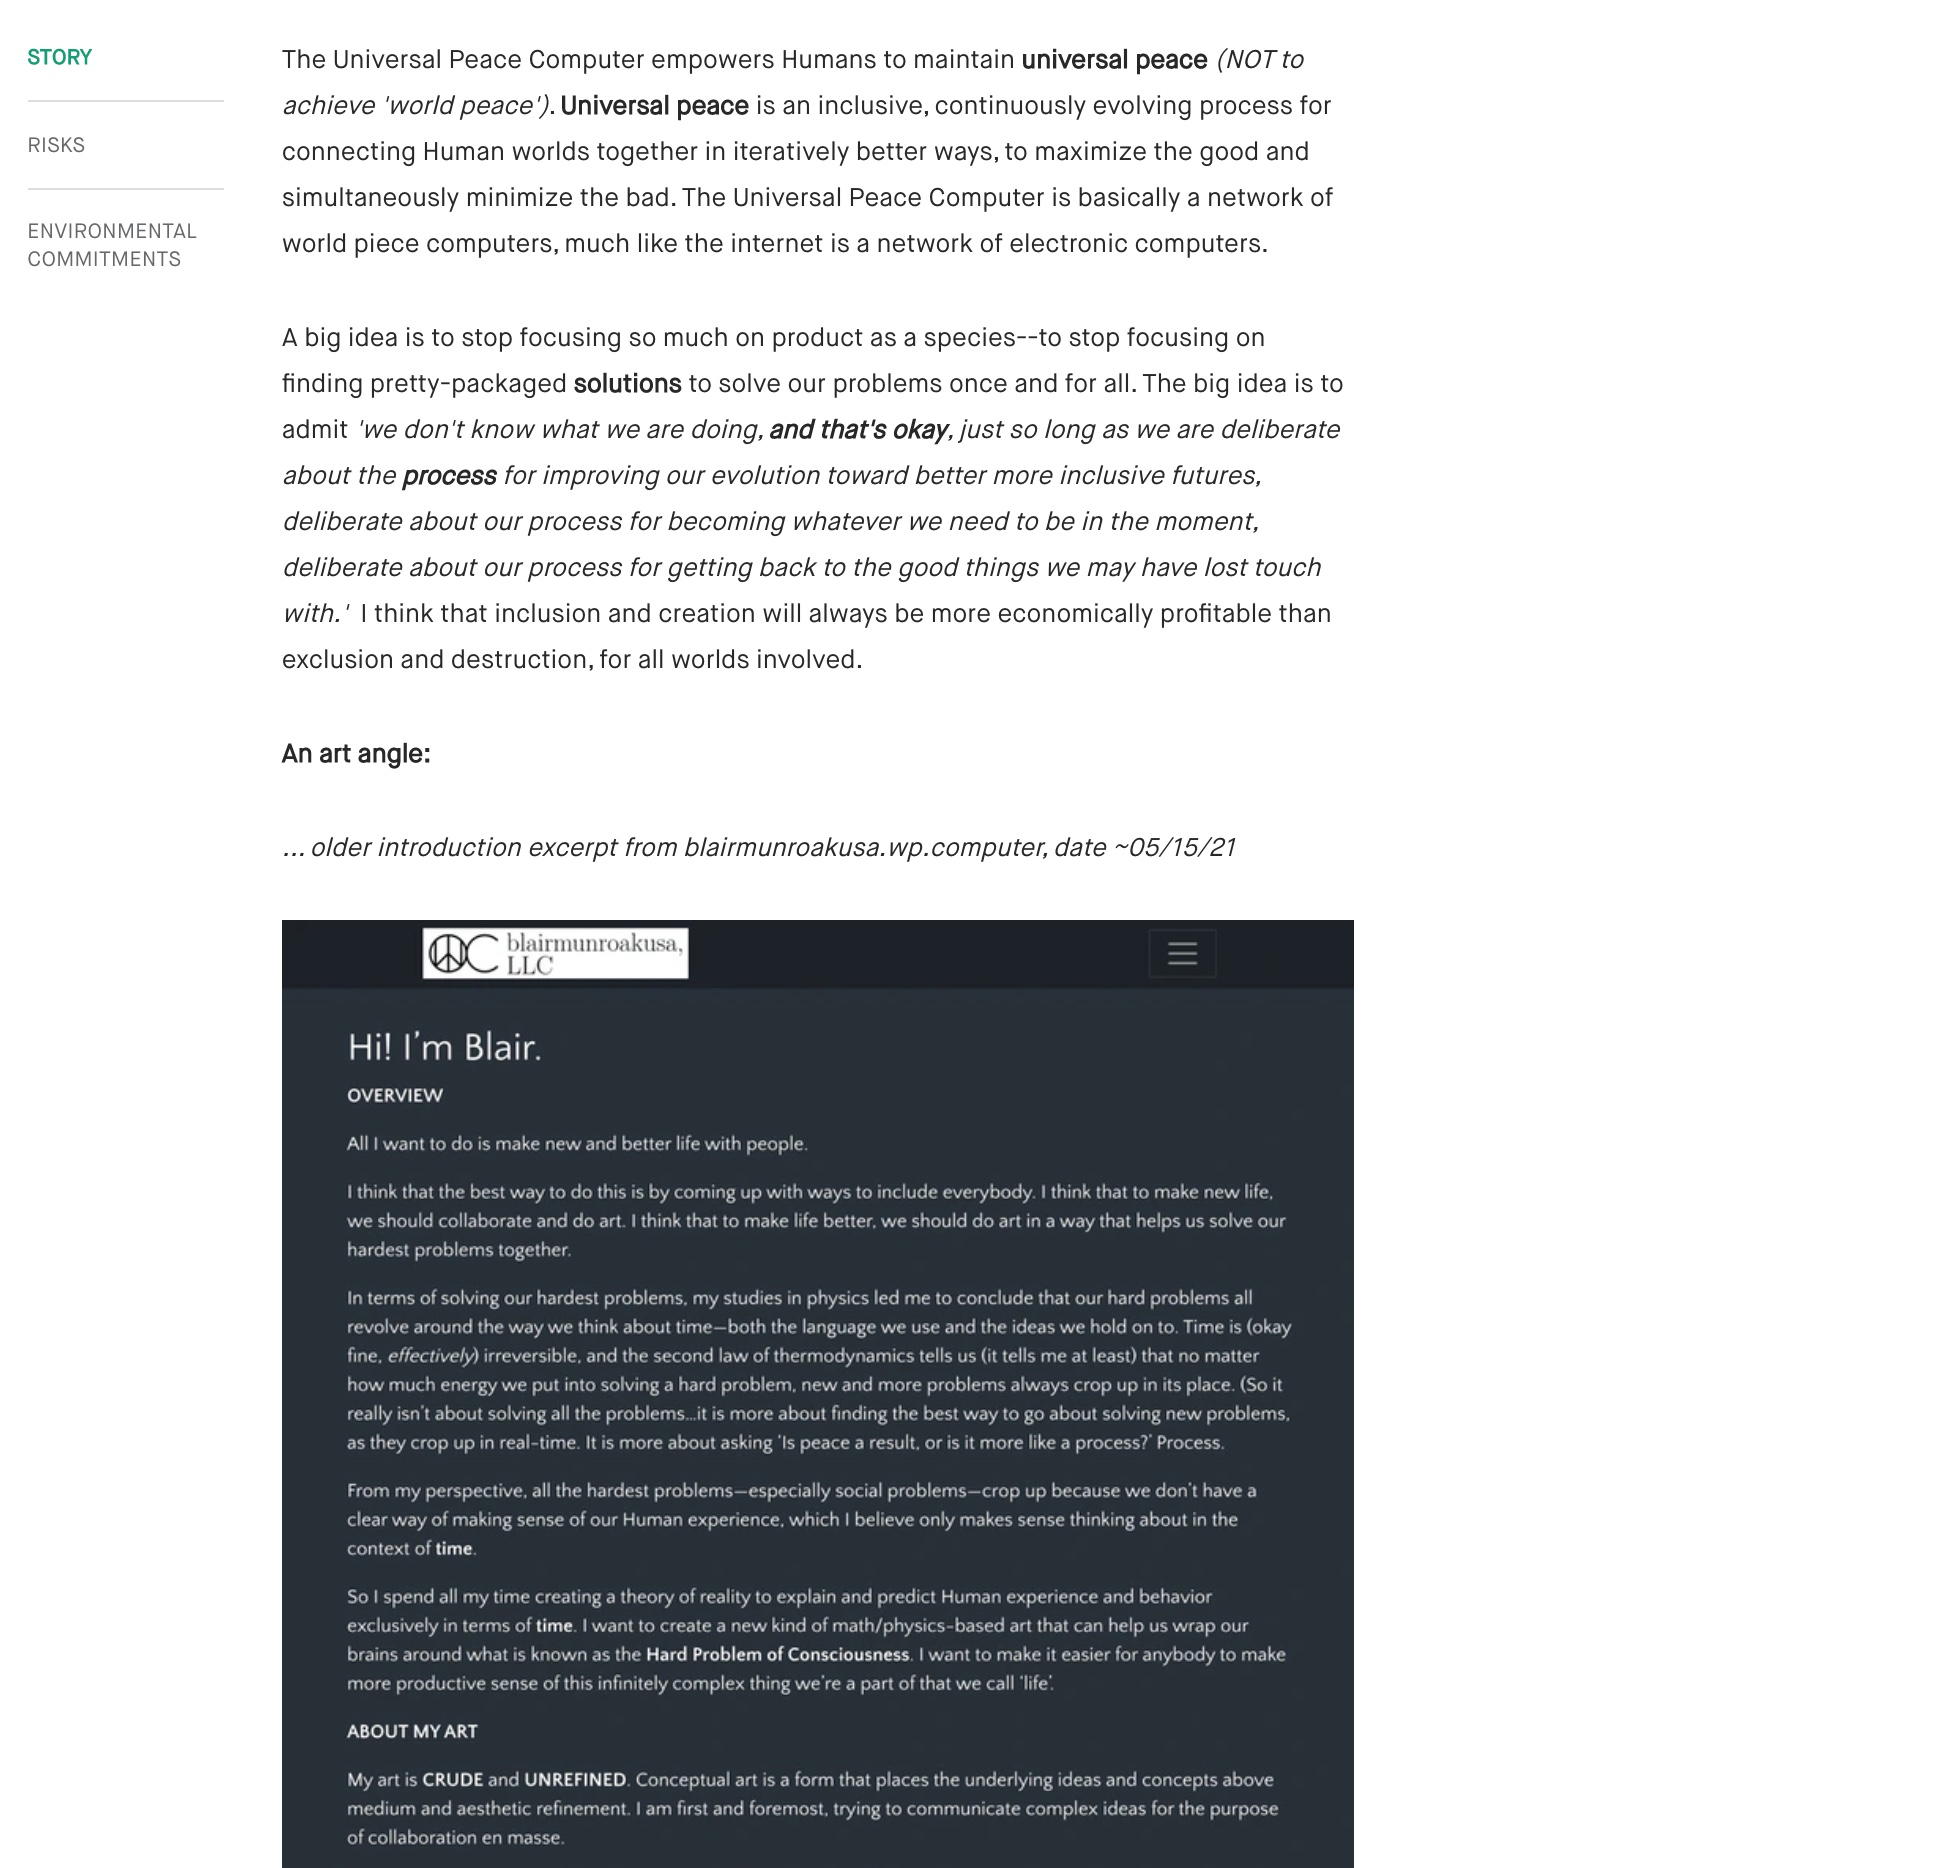 STORY
RISKS
ENVIRONMENTAL
COMMITMENTS
The Universal Peace Computer empowers Humans to maintain universal peace (NOT to
achieve 'world peace'). Universal peace is an inclusive, continuously evolving process for
connecting Human worlds together in iteratively better ways, to maximize the good and
simultaneously minimize the bad. The Universal Peace Computer is basically a network of
world piece computers, much like the internet is a network of electronic computers.
A big idea is to stop focusing so much on product as a species--to stop focusing on
finding pretty-packaged solutions to solve our problems once and for all. The big idea is to
admit 'we don't know what we are doing, and that's okay, just so long as we are deliberate
about the process for improving our evolution toward better more inclusive futures,
deliberate about our process for becoming whatever we need to be in the moment,
deliberate about our process for getting back to the good things we may have lost touch
with.' I think that inclusion and creation will always be more economically profitable than
exclusion and destruction, for all worlds involved.
An art angle:
... older introduction excerpt from blairmunroakusa.wp.computer, date ~05/15/21
blairmunroakusa,
LLC
Hi! I'm Blair.
OVERVIEW
All I want to do is make new and better life with people.
I think that the best way to do this is by coming up with ways to include everybody. I think that to make new life,
we should collaborate and do art. I think that to make life better, we should do art in a way that helps us solve our
hardest problems together.
In terms of solving our hardest problems, my studies in physics led me to conclude that our hard problems all
revolve around the way we think about time—both the language we use and the ideas we hold on to. Time is (okay
fine, effectively) irreversible, and the second law of thermodynamics tells us (it tells me at least) that no matter
how much energy we put into solving a hard problem, new and more problems always crop up in its place. (So it
really isn't about solving all the problems...it is more about finding the best way to go about solving new problems,
as they crop up in real-time. It is more about asking 'Is peace a result, or is it more like a process?' Process.
From my perspective, all the hardest problems—especially social problems—crop up because we don't have a
clear way of making sense of our Human experience, which I believe only makes sense thinking about in the
context of time.
So I spend all my time creating a theory of reality to explain and predict Human experience and behavior
exclusively in terms of time. I want to create a new kind of math/physics-based art that can help us wrap our
brains around what is known as the Hard Problem of Consciousness. I want to make it easier for anybody to make
more productive sense of this infinitely complex thing we're a part of that we call 'life'.
ABOUT MY ART
My art is CRUDE and UNREFINED. Conceptual art is a form that places the underlying ideas and concepts above
medium and aesthetic refinement. I am first and foremost, trying to communicate complex ideas for the purpose
of collaboration en masse.